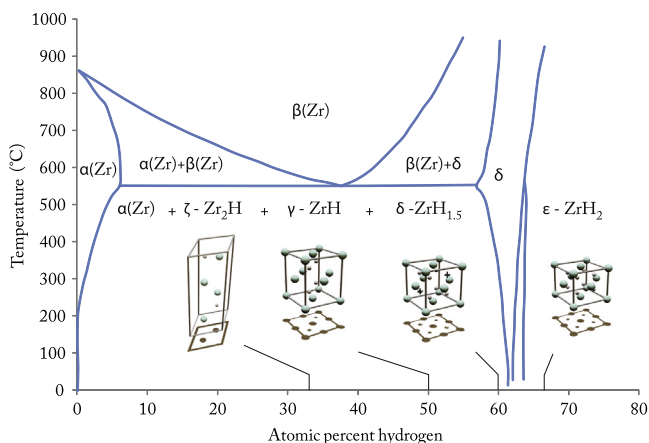 1000
900
800
700
600
500
400
300
200
100
0
Temperature (°C)
β(Zr)
α(Zr)
α(Zr)+β(Zr)
β(Zr)+δ
δ
α(Zr) + ζ - Zr₂H + γ - ZrH + δ -ZrH₁.₅
ε - ZrH₂
0 10 20 30 40 50 60 70 80
Atomic percent hydrogen